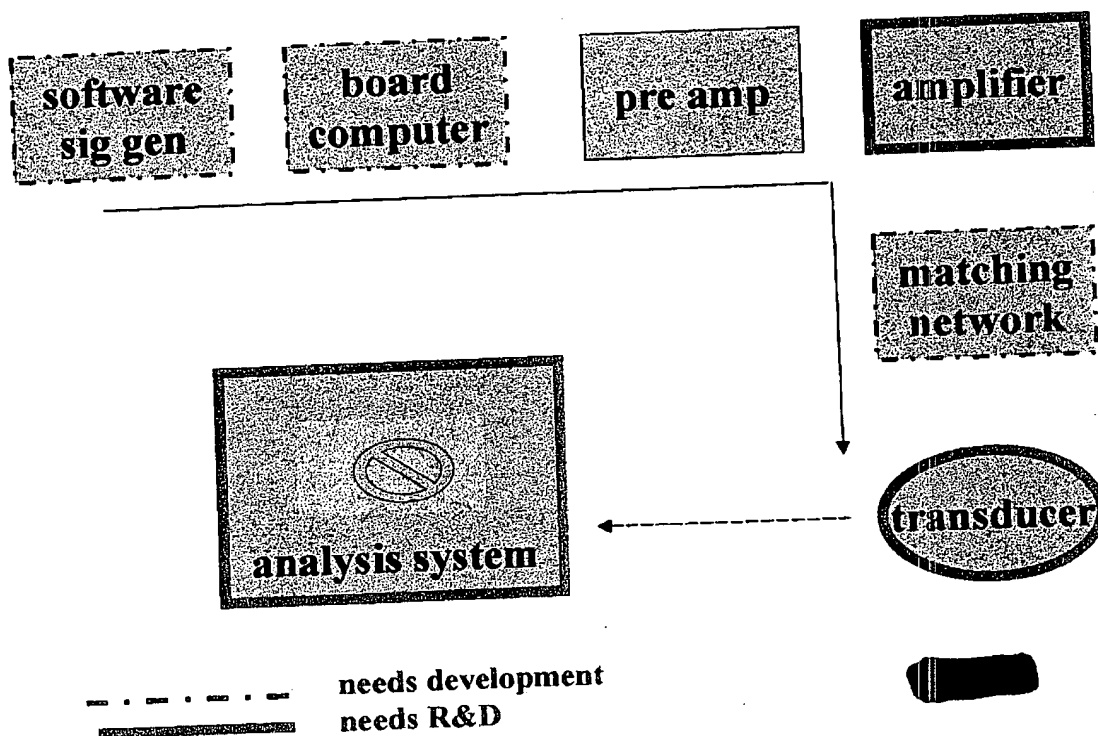 software
sig gen
board
computer
pre amp
amplifier
matching
network
transducer
analysis system
needs development
needs R&D